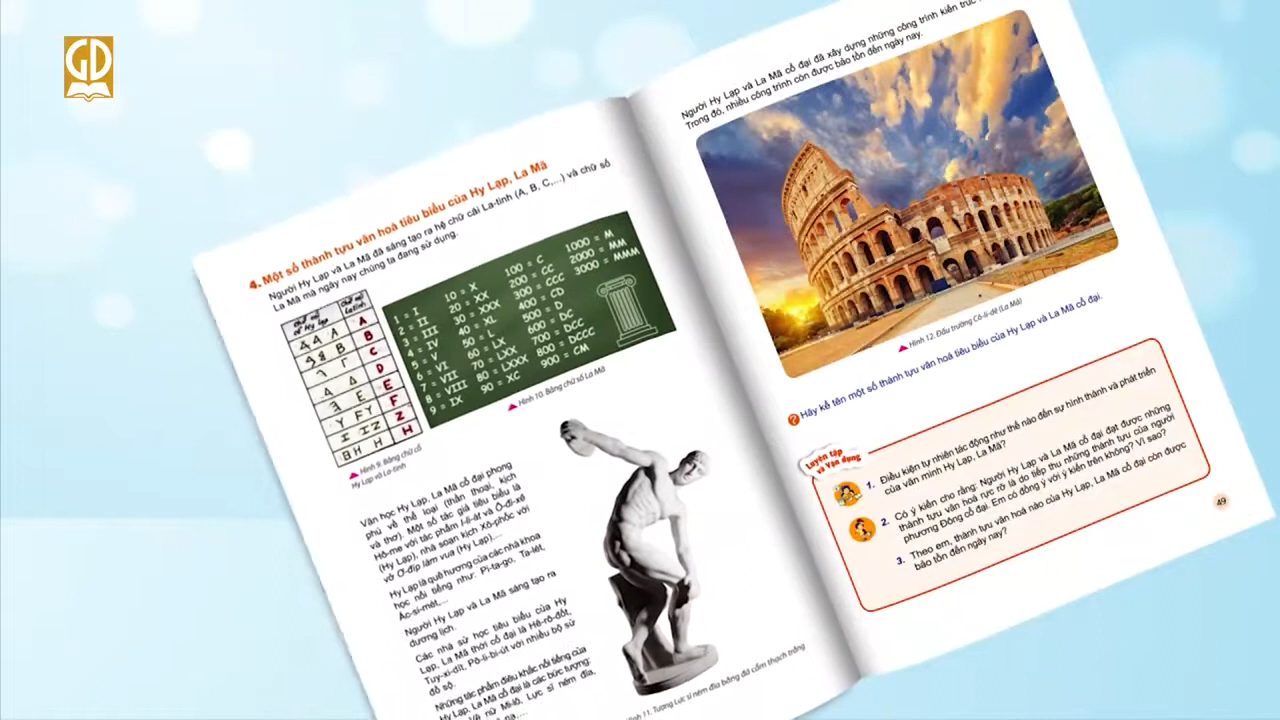 GD
4. Một số thành tựu văn hoá tiêu biểu của Hy Lạp, La Mã
Người Hy Lạp và La Mã đã sáng tạo ra hệ chữ cái La-tinh (A, B, C,...) và chữ số
La Mã mà ngày nay chúng ta đang sử dụng.
A
B
C
D
E
F
Z
H
Hình 9. Bảng chữ cổ
Hy Lạp và La-tinh
1 = I
2 = II
3 = III
4 = IV
5 = V
6 = VI
7 = VII
8 = VIII
9 = IX
10 = X
20 = XX
30 = XXX
40 = XL
50 = L
60 = LX
70 = LXX
80 = LXXX
90 = XC
100 = C
200 = CC
300 = CCC
400 = CD
500 = D
600 = DC
700 = DCC
800 = DCCC
900 = CM
1000 = M
2000 = MM
3000 = MMM
Hình 10. Bảng chữ số La Mã
Văn học Hy Lạp, La Mã cổ đại phong
phú về thể loại (thần thoại, kịch
và thơ). Một số tác giả tiêu biểu là
Hô-me với tác phẩm I-li-át và Ô-đi-xê
(Hy Lạp), nhà soạn kịch Xô-phốc với
vở Ơ-đíp làm vua (Hy Lạp),...
Hy Lạp là quê hương của các nhà khoa
học nổi tiếng như: Pi-ta-go, Ta-lét,
Ác-si-mét,...
Người Hy Lạp và La Mã sáng tạo ra
dương lịch.
Các nhà sử học tiêu biểu của Hy
Lạp, La Mã thời cổ đại là Hê-rô-đốt,
Tuy-xi-dít, Pô-li-bi-út với nhiều bộ sử
đồ sộ.
Những tác phẩm điêu khắc nổi tiếng của
Hy Lạp, La Mã cổ đại là các bức tượng:
Vệ nữ Mi-lô, Lực sĩ ném đĩa,
Hình 11. Tượng Lực sĩ ném đĩa bằng đá cẩm thạch trắng
Người Hy Lạp và La Mã cổ đại đã xây dựng những công trình kiến trúc
Trong đó, nhiều công trình còn được bảo tồn đến ngày nay.
Hình 12. Đấu trường Cô-li-dê (La Mã)
? Hãy kể tên một số thành tựu văn hoá tiêu biểu của Hy Lạp và La Mã cổ đại.
Luyện tập
và Vận dụng
1. Điều kiện tự nhiên tác động như thế nào đến sự hình thành và phát triển
của văn minh Hy Lạp, La Mã?
2. Có ý kiến cho rằng: Người Hy Lạp và La Mã cổ đại đạt được những
thành tựu văn hoá rực rỡ là do tiếp thu những thành tựu của người
phương Đông cổ đại. Em có đồng ý với ý kiến trên không? Vì sao?
3. Theo em, thành tựu văn hoá nào của Hy Lạp, La Mã cổ đại còn được
bảo tồn đến ngày nay?
49